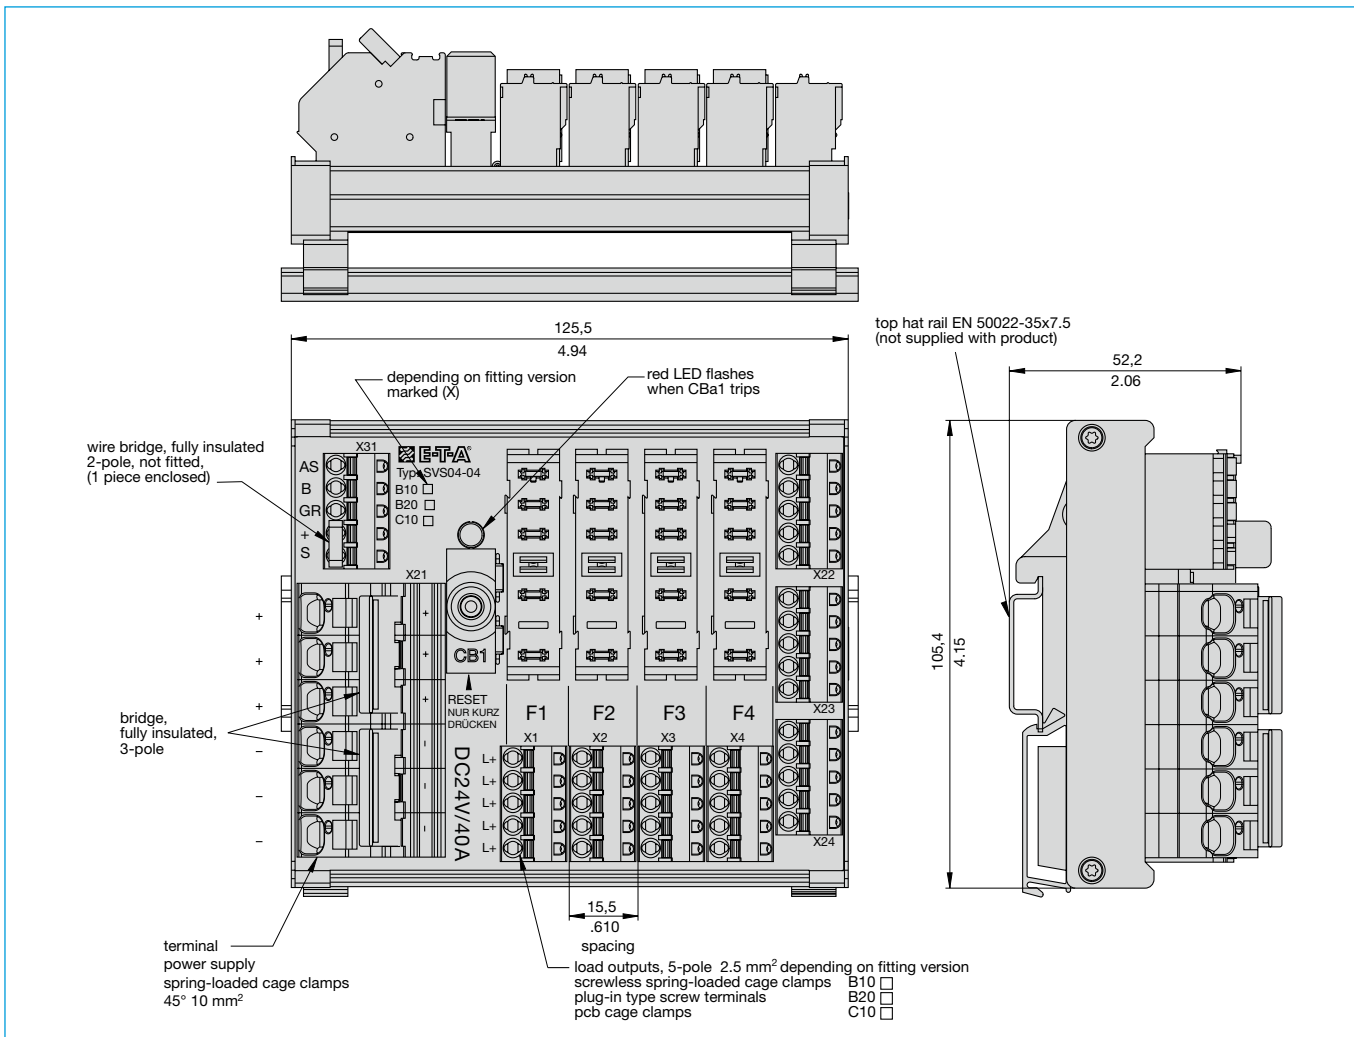 125,5
4.94
top hat rail EN 50022-35x7.5
(not supplied with product)
52,2
2.06
depending on fitting version
marked (X)
red LED flashes
when CBa1 trips
wire bridge, fully insulated
2-pole, not fitted,
(1 piece enclosed)
X31
E-T-A®
Type SVS04-04
AS
B
GR
+
S
B10
B20
C10
X21
X22
+
+
+
-
-
-
+
+
+
-
-
-
CB1
RESET
NUR KURZ
DRÜCKEN
105,4
4.15
bridge,
fully insulated,
3-pole
F1
F2
F3
F4
X23
X1
X2
X3
X4
DC24V/40A
L+
L+
L+
L+
L+
X24
15,5
.610
spacing
terminal
power supply
spring-loaded cage clamps
45° 10 mm²
load outputs, 5-pole 2.5 mm² depending on fitting version
screwless spring-loaded cage clamps B10
plug-in type screw terminals B20
pcb cage clamps C10